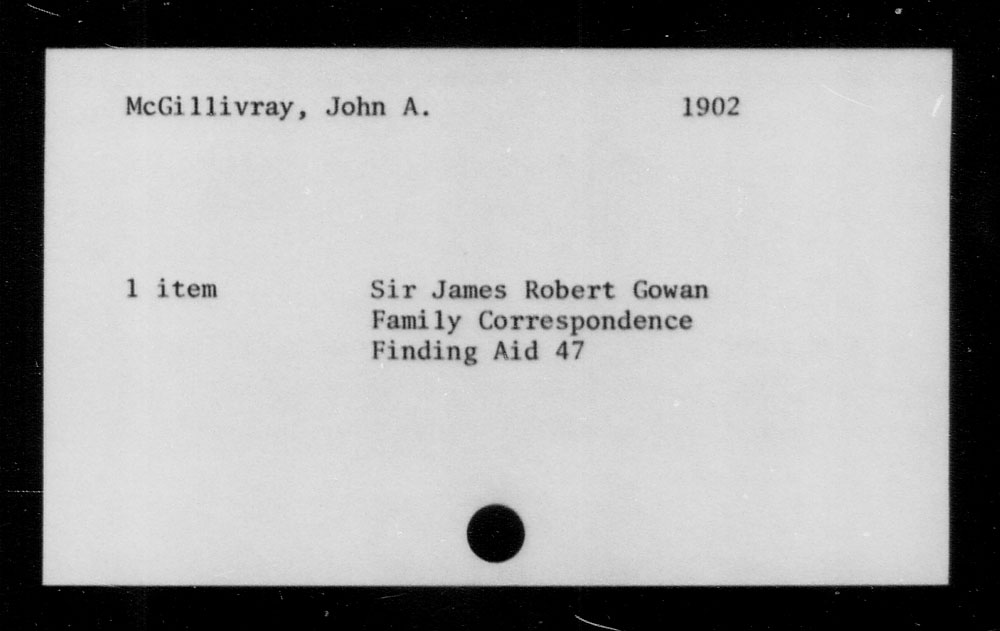 McGillivray, John A. 1902
1 item Sir James Robert Gowan
Family Correspondence
Finding Aid 47